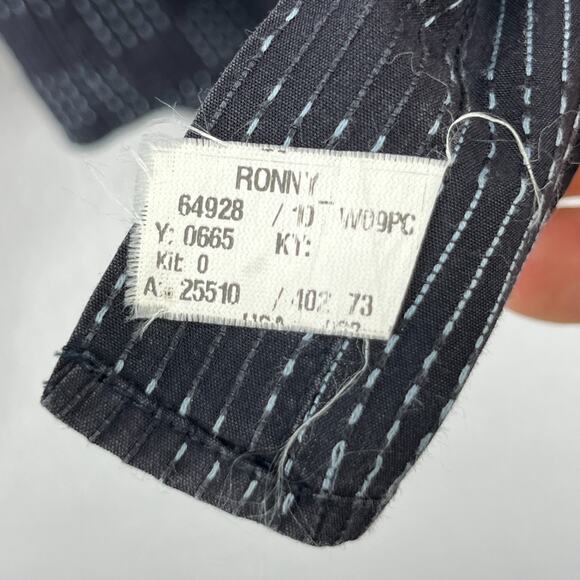 RONNY
64928 / 10 W09PC
Y: 0665 KY:
Kit: 0
A: 25510 / 402 73